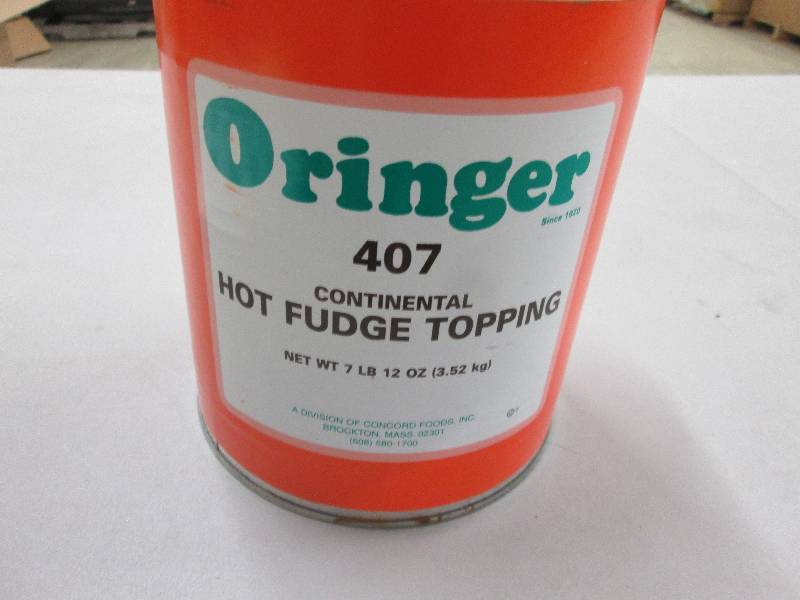 Oringer
Since 1920
407
CONTINENTAL
HOT FUDGE TOPPING
NET WT 7 LB 12 OZ (3.52 kg)
A DIVISION OF CONCORD FOODS, INC.
BROCKTON, MASS. 02301
(508) 580-1700